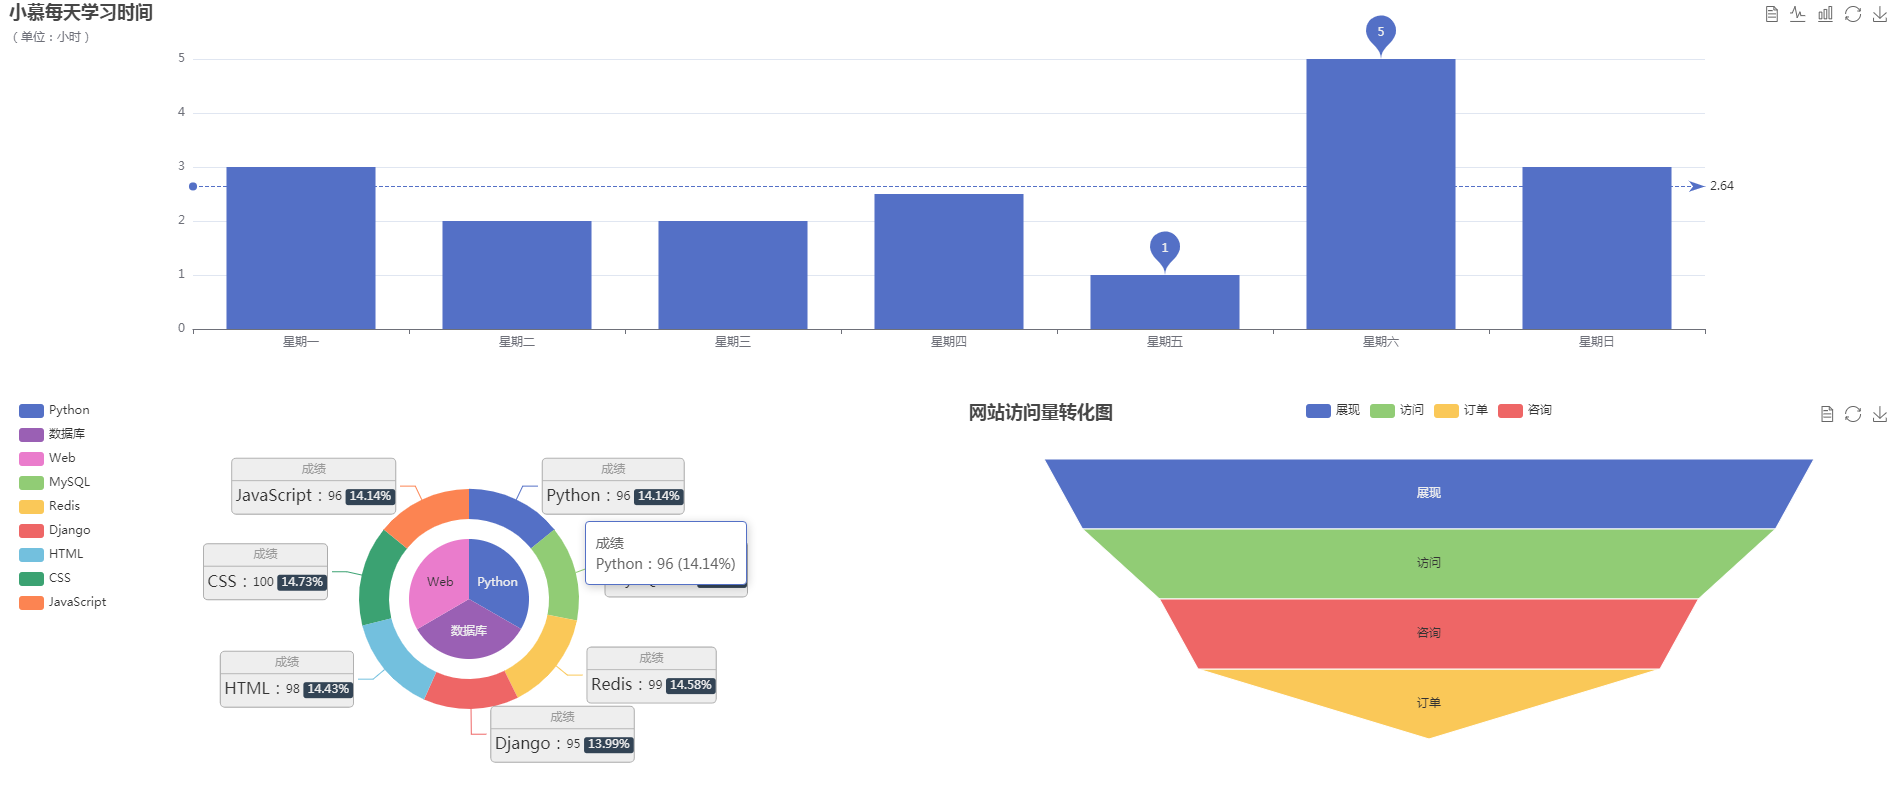 小慕每天学习时间
（单位：小时）
5
4
3
2
1
0
5
1
2.64
星期一
星期二
星期三
星期四
星期五
星期六
星期日
Python
数据库
Web
MySQL
Redis
Django
HTML
CSS
JavaScript
成绩
JavaScript：96 14.14%
成绩
Python：96 14.14%
成绩
Python：96 (14.14%)
成绩
CSS：100 14.73%
Web
Python
数据库
成绩
HTML：98 14.43%
成绩
Redis：99 14.58%
成绩
Django：95 13.99%
网站访问量转化图
展现
访问
订单
咨询
展现
访问
咨询
订单